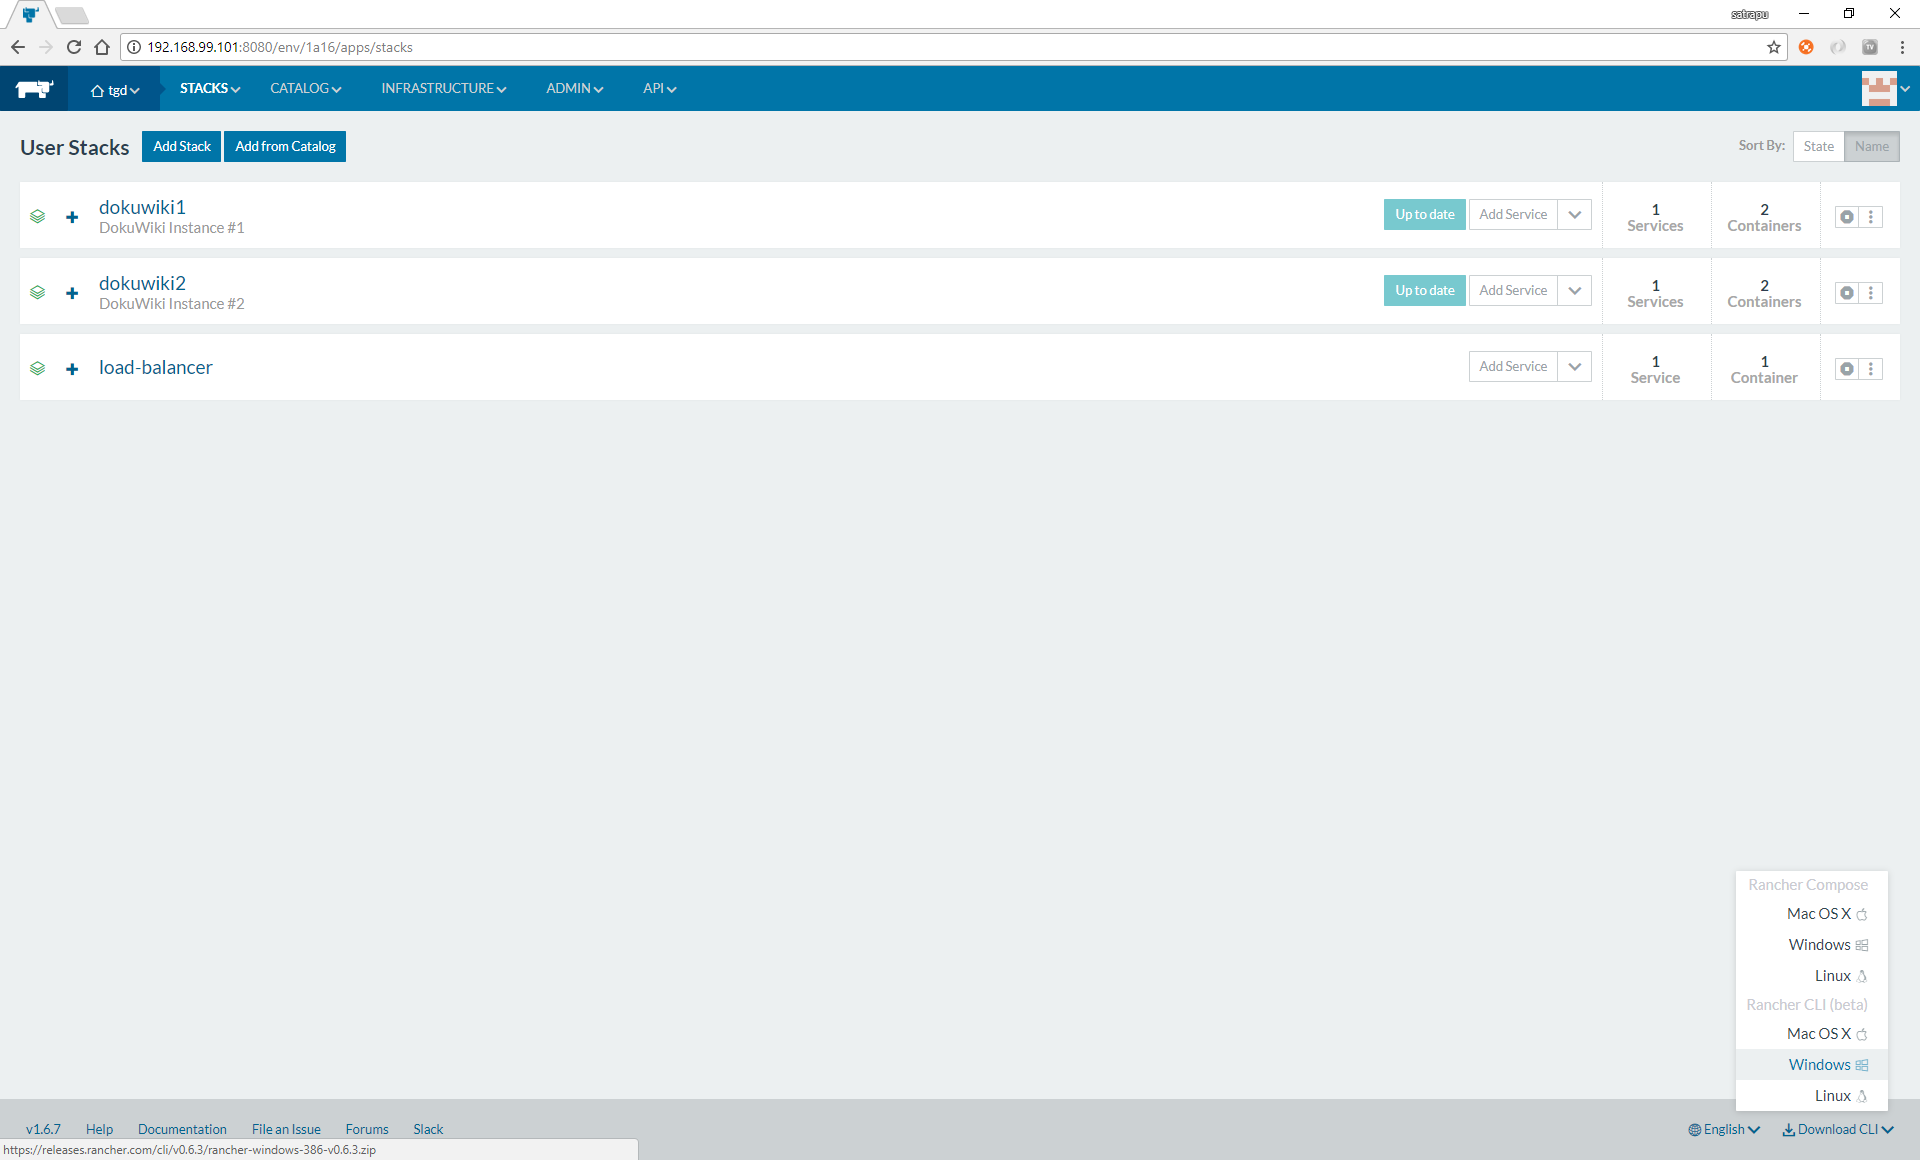 satrapu
192.168.99.101:8080/env/1a16/apps/stacks
TV
tgd STACKS CATALOG INFRASTRUCTURE ADMIN API
User Stacks Add Stack Add from Catalog Sort By: State Name
dokuwiki1
DokuWiki Instance #1
Up to date Add Service
1
Services
2
Containers
dokuwiki2
DokuWiki Instance #2
Up to date Add Service
1
Services
2
Containers
load-balancer
Add Service
1
Service
1
Container
Rancher Compose
Mac OS X
Windows
Linux
Rancher CLI (beta)
Mac OS X
Windows
Linux
v1.6.7 Help Documentation File an Issue Forums Slack English Download CLI
https://releases.rancher.com/cli/v0.6.3/rancher-windows-386-v0.6.3.zip